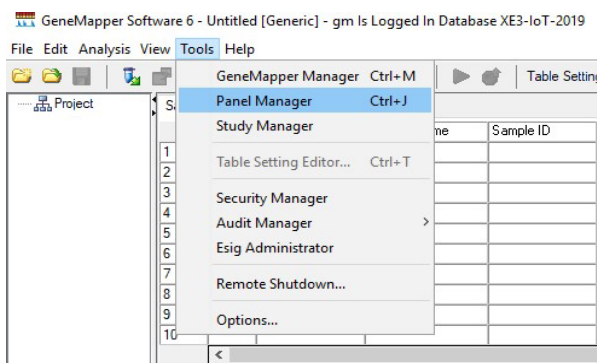 GeneMapper Software 6 - Untitled [Generic] - gm Is Logged In Database XE3-IoT-2019
File Edit Analysis View Tools Help
Table Setting
Project
GeneMapper Manager Ctrl+M
Panel Manager Ctrl+J
Study Manager
Table Setting Editor... Ctrl+T
Security Manager
Audit Manager >
Esig Administrator
Remote Shutdown...
Options...
Sample ID
1
2
3
4
5
6
7
8
9
10